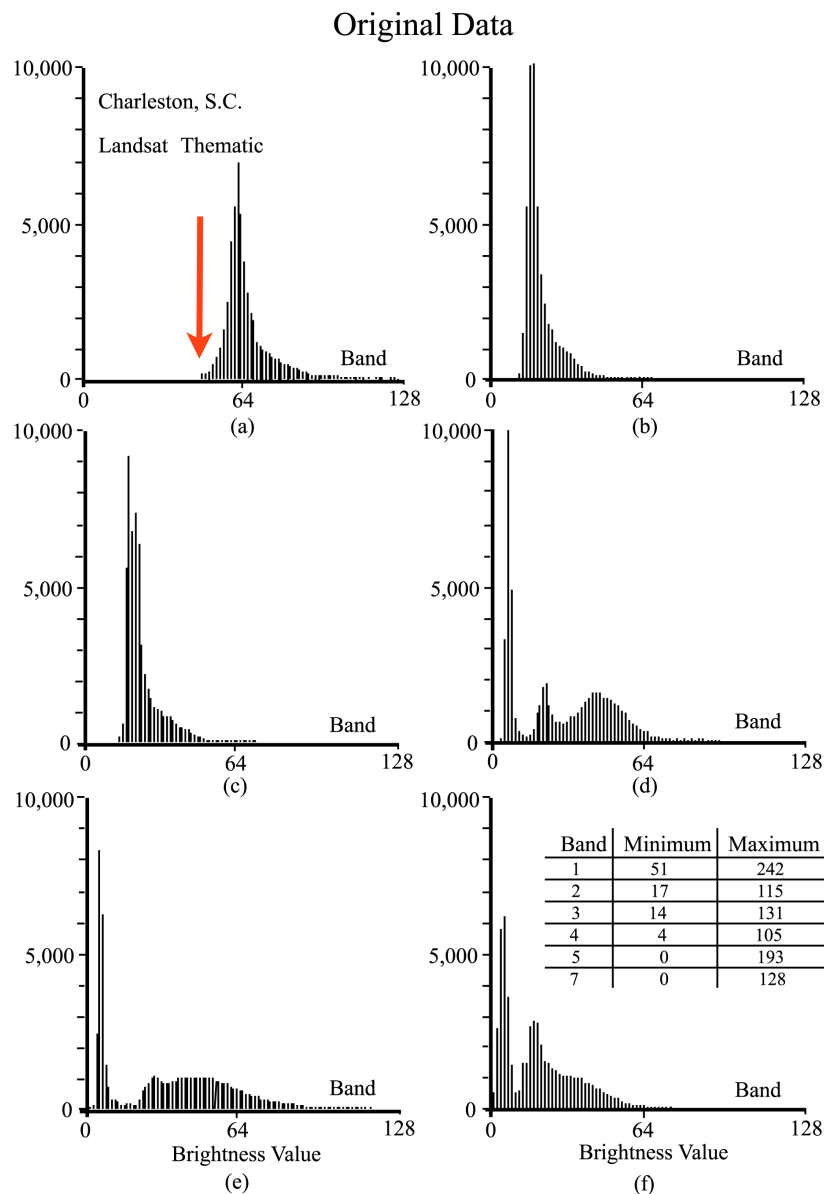 Original Data
10,000
Charleston, S.C.
Landsat Thematic
5,000
Band
0
0 64 128
(a)
10,000
5,000
Band
0
0 64 128
(b)
10,000
5,000
Band
0
0 64 128
(c)
10,000
5,000
Band
0
0 64 128
(d)
10,000
5,000
Band
0
0 64 128
Brightness Value
(e)
10,000
Band Minimum Maximum
1 51 242
2 17 115
3 14 131
4 4 105
5 0 193
7 0 128
5,000
Band
0
0 64 128
Brightness Value
(f)